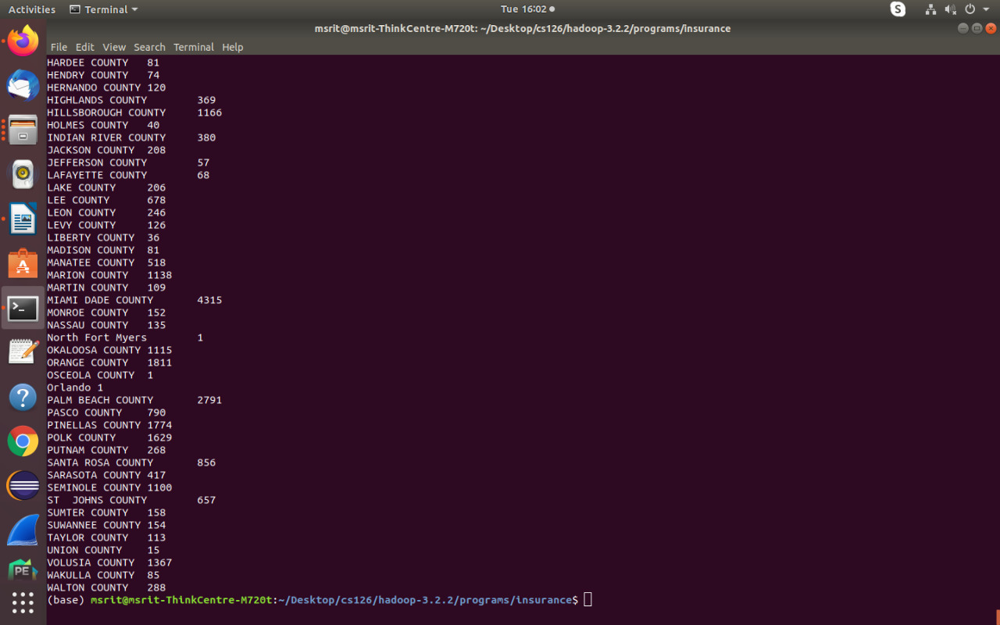 Activities Terminal Tue 16:02
msrit@msrit-ThinkCentre-M720t: ~/Desktop/cs126/hadoop-3.2.2/programs/insurance
File Edit View Search Terminal Help
HARDEE COUNTY 81
HENDRY COUNTY 74
HERNANDO COUNTY 120
HIGHLANDS COUNTY 369
HILLSBOROUGH COUNTY 1166
HOLMES COUNTY 40
INDIAN RIVER COUNTY 380
JACKSON COUNTY 208
JEFFERSON COUNTY 57
LAFAYETTE COUNTY 68
LAKE COUNTY 206
LEE COUNTY 678
LEON COUNTY 246
LEVY COUNTY 126
LIBERTY COUNTY 36
MADISON COUNTY 81
MANATEE COUNTY 518
MARION COUNTY 1138
MARTIN COUNTY 109
MIAMI DADE COUNTY 4315
MONROE COUNTY 152
NASSAU COUNTY 135
North Fort Myers 1
OKALOOSA COUNTY 1115
ORANGE COUNTY 1811
OSCEOLA COUNTY 1
Orlando 1
PALM BEACH COUNTY 2791
PASCO COUNTY 790
PINELLAS COUNTY 1774
POLK COUNTY 1629
PUTNAM COUNTY 268
SANTA ROSA COUNTY 856
SARASOTA COUNTY 417
SEMINOLE COUNTY 1100
ST  JOHNS COUNTY 657
SUMTER COUNTY 158
SUWANNEE COUNTY 154
TAYLOR COUNTY 113
UNION COUNTY 15
VOLUSIA COUNTY 1367
WAKULLA COUNTY 85
WALTON COUNTY 288
(base) msrit@msrit-ThinkCentre-M720t:~/Desktop/cs126/hadoop-3.2.2/programs/insurance$
PE